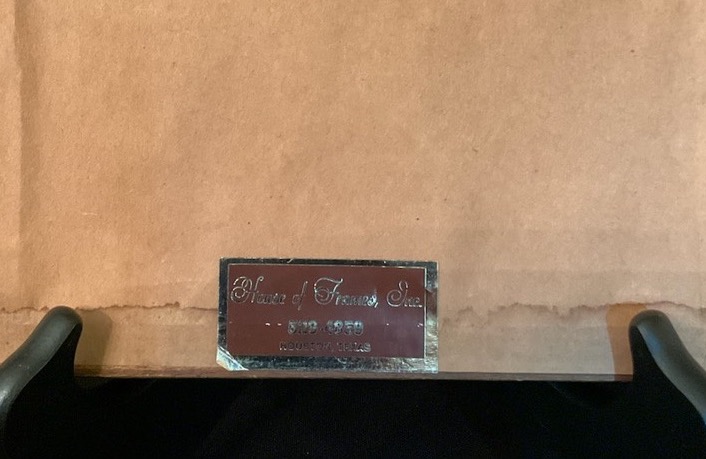 House of Frames, Inc.
HOUSTON, TEXAS